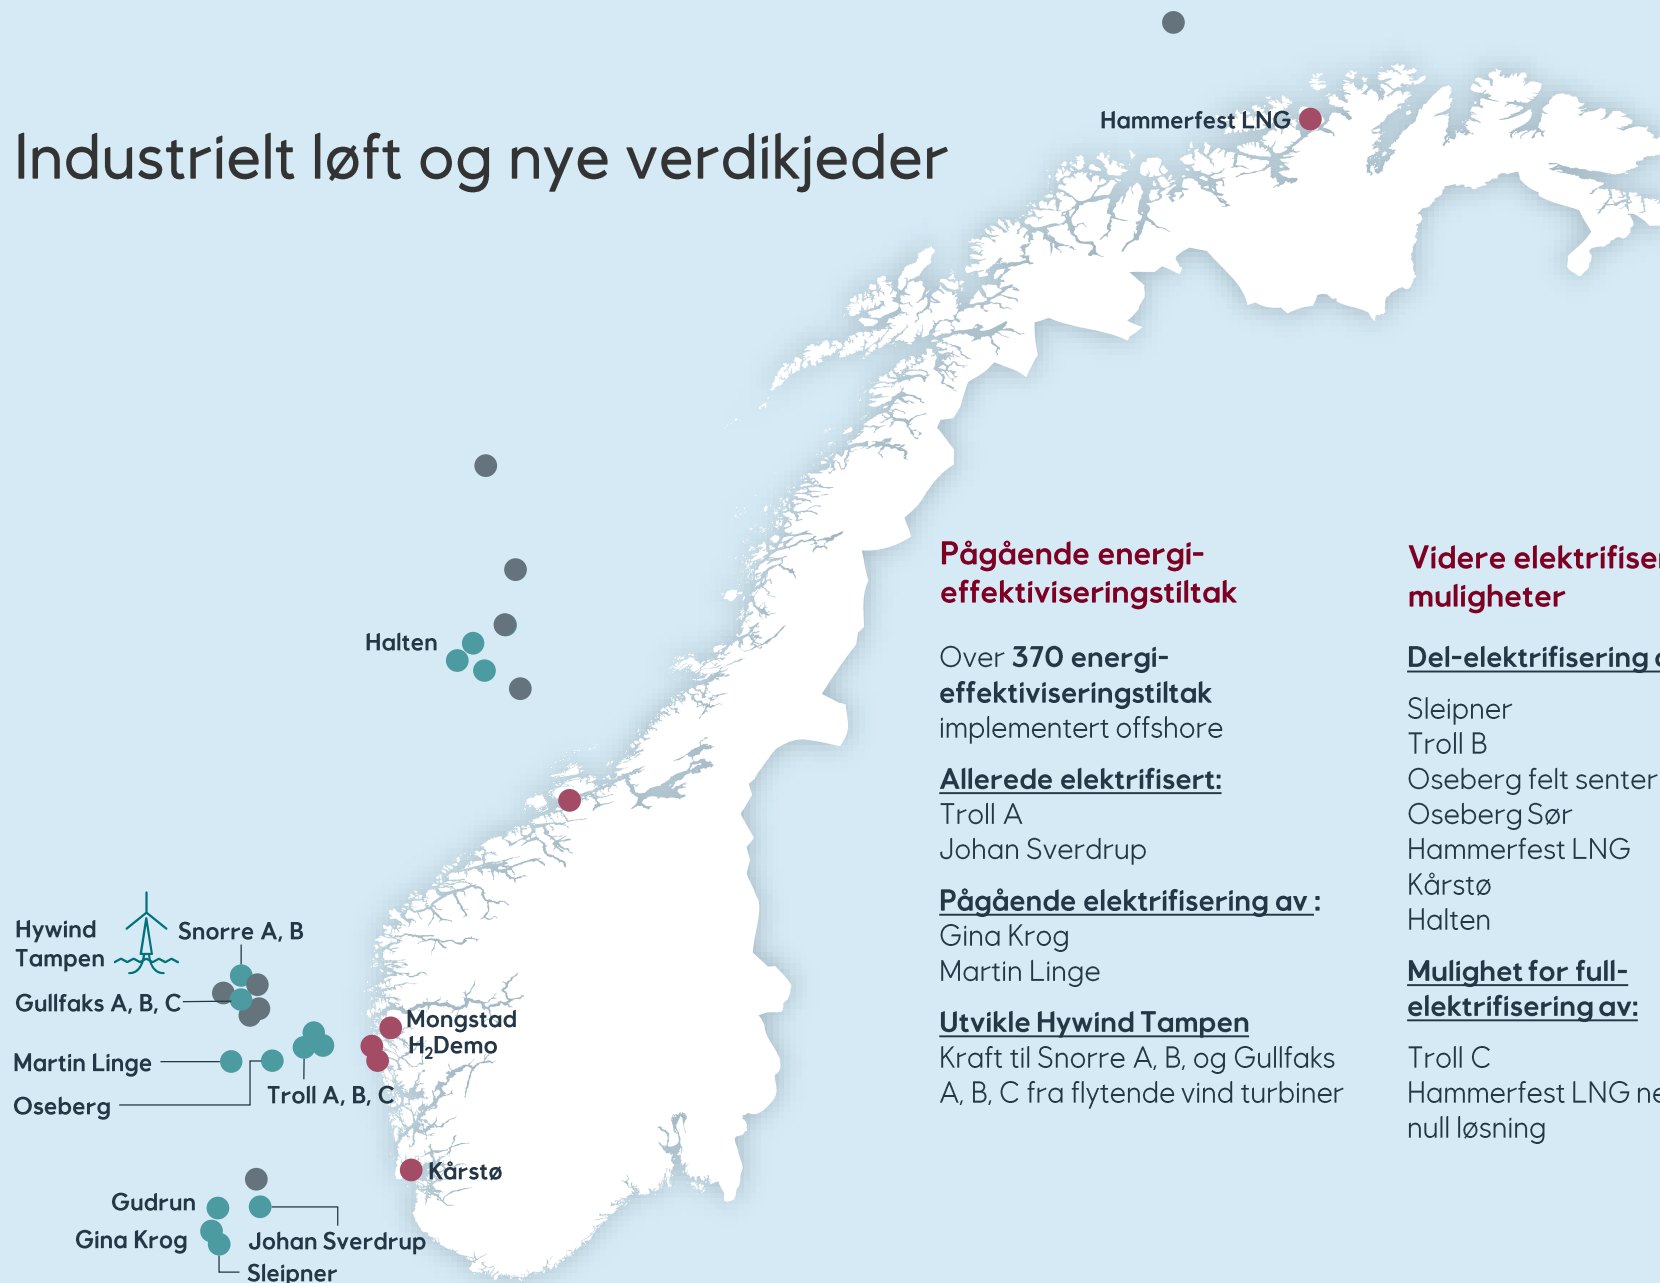 Industrielt løft og nye verdikjeder
Hammerfest LNG
Halten
Hywind
Tampen
Snorre A, B
Gullfaks A, B, C
Martin Linge
Oseberg
Troll A, B, C
Mongstad
H₂Demo
Kårstø
Gudrun
Gina Krog
Johan Sverdrup
Sleipner
Pågående energi-
effektiviseringstiltak
Over 370 energi-
effektiviseringstiltak
implementert offshore
Allerede elektrifisert:
Troll A
Johan Sverdrup
Pågående elektrifisering av :
Gina Krog
Martin Linge
Utvikle Hywind Tampen
Kraft til Snorre A, B, og Gullfaks
A, B, C fra flytende vind turbiner
Videre
muligheter
Del-elektrifisering
Sleipner
Troll B
Oseberg felt senter
Oseberg Sør
Hammerfest LNG
Kårstø
Halten
Mulighet for full-
elektrifisering av:
Troll C
Hammerfest LNG
null løsning